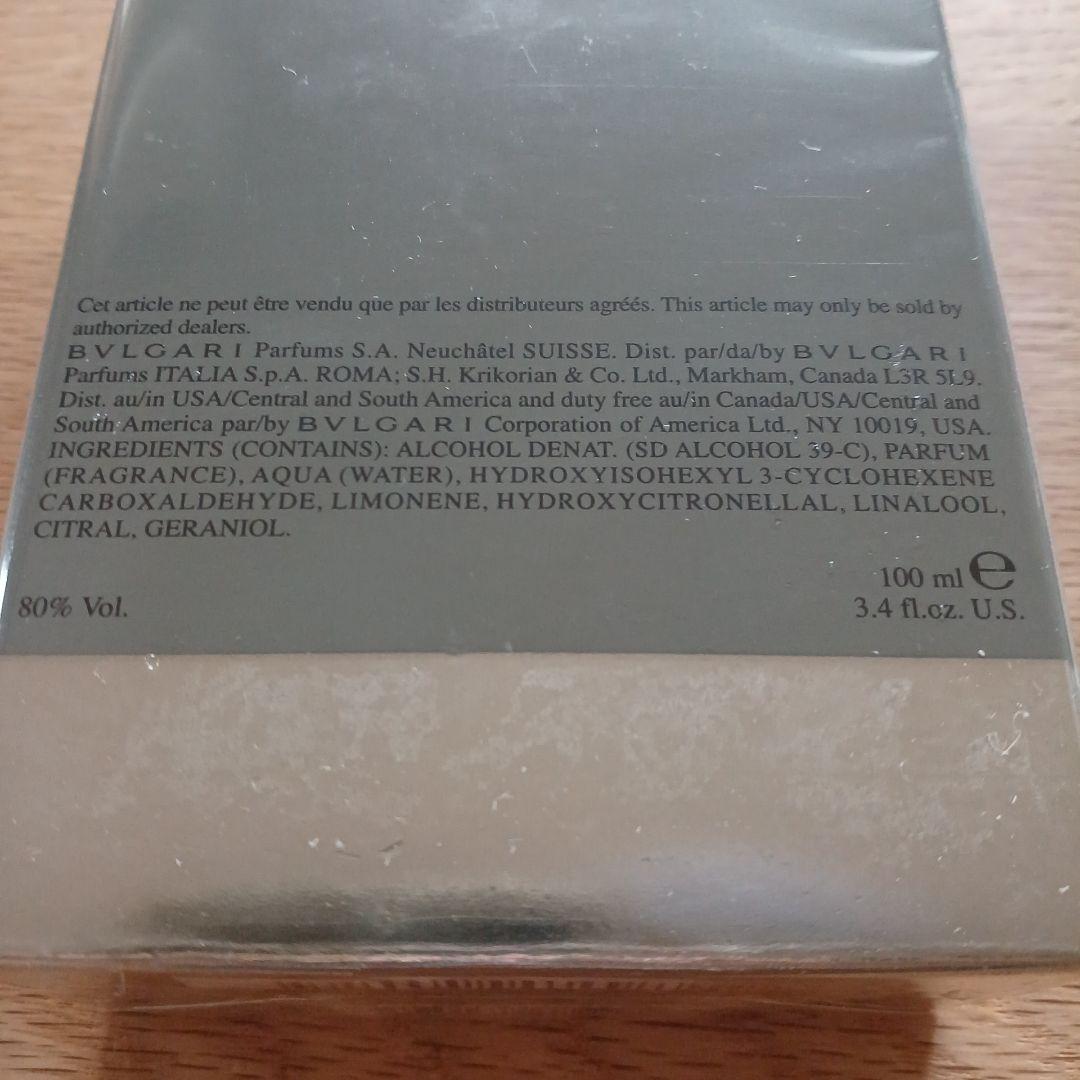 Cet article ne peut être vendu que par les distributeurs agréés. This article may only be sold by
authorized dealers.
BVLGARI Parfums S.A. Neuchâtel SUISSE. Dist. par/da/by BVLGARI
Parfums ITALIA S.p.A. ROMA; S.H. Krikorian & Co. Ltd., Markham, Canada L3R 5L9.
Dist. au/in USA/Central and South America and duty free au/in Canada/USA/Central and
South America par/by BVLGARI Corporation of America Ltd., NY 10019, USA.
INGREDIENTS (CONTAINS): ALCOHOL DENAT. (SD ALCOHOL 39-C), PARFUM
(FRAGRANCE), AQUA (WATER), HYDROXYISOHEXYL 3-CYCLOHEXENE
CARBOXALDEHYDE, LIMONENE, HYDROXYCITRONELLAL, LINALOOL,
CITRAL, GERANIOL.
100 ml e
80% Vol.
3.4 fl.oz. U.S.